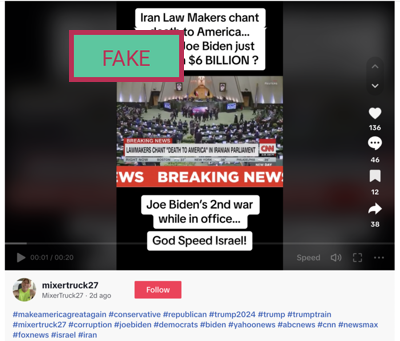 Iran Law Makers chant
death to America...
Joe Biden just
$6 BILLION ?
FAKE
BREAKING NEWS
LAWMAKERS CHANT "DEATH TO AMERICA" IN IRANIAN PARLIAMENT
CNN
WS BREAKING NEWS
Joe Biden's 2nd war
while in office...
God Speed Israel!
136
46
12
38
00:01 / 00:20
Speed
mixertruck27
MixerTruck27 · 2d ago
Follow
#makeamericagreatagain #conservative #republican #trump2024 #trump #trumptrain
#mixertruck27 #corruption #joebiden #democrats #biden #yahoonews #abcnews #cnn #newsmax
#foxnews #israel #iran